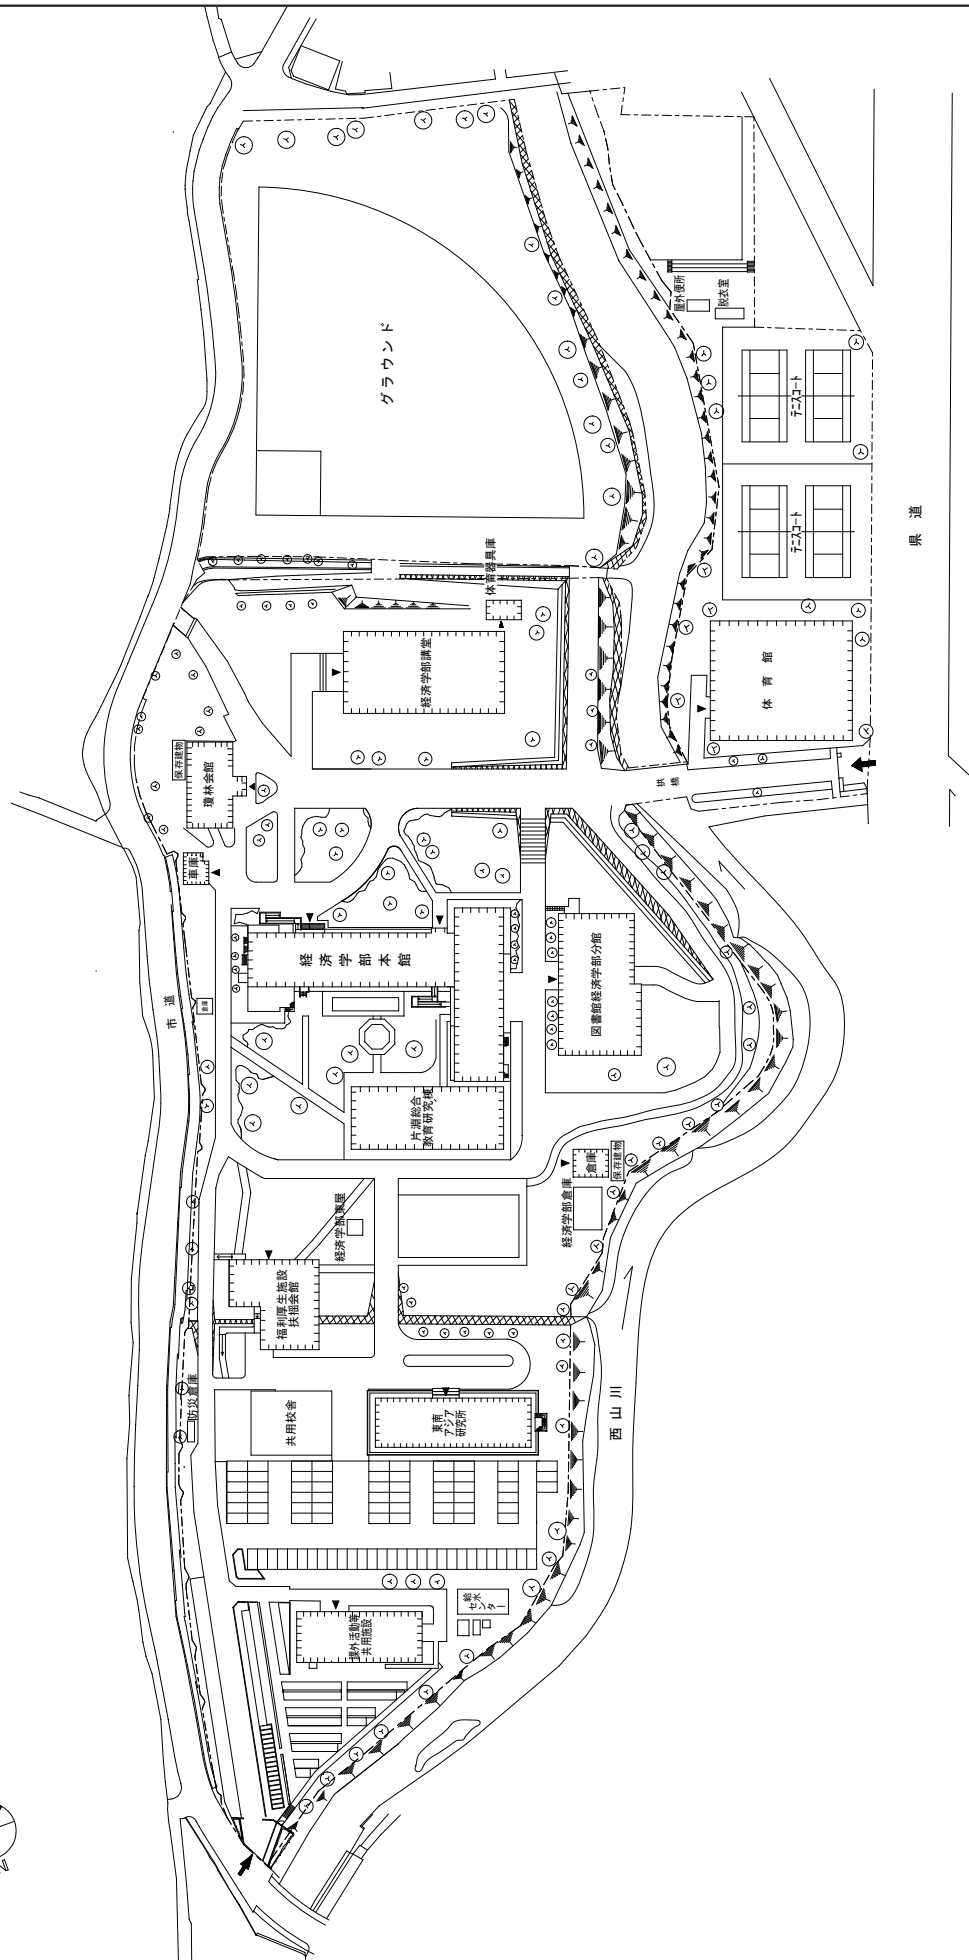 グラウンド
屋外便所
脱衣室
テニスコート
テニスコート
県道
体育器具庫
経済学部講堂
体育館
保存建物
瓊林会館
拱橋
車庫
経済学部本館
図書館経済学部分館
市道
倉庫
片淵総合
教育研究棟
倉庫
保存建物
経済学部倉庫
経済学部東屋
福利厚生施設
扶揺会館
防災倉庫
共用校舎
東南
アジア
研究所
西山川
課外活動等
共用施設
給水
センター
N